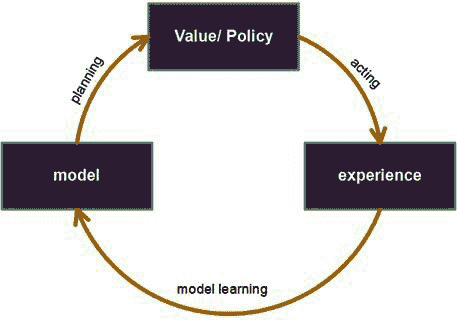 Value/ Policy
planning
acting
model
experience
model learning